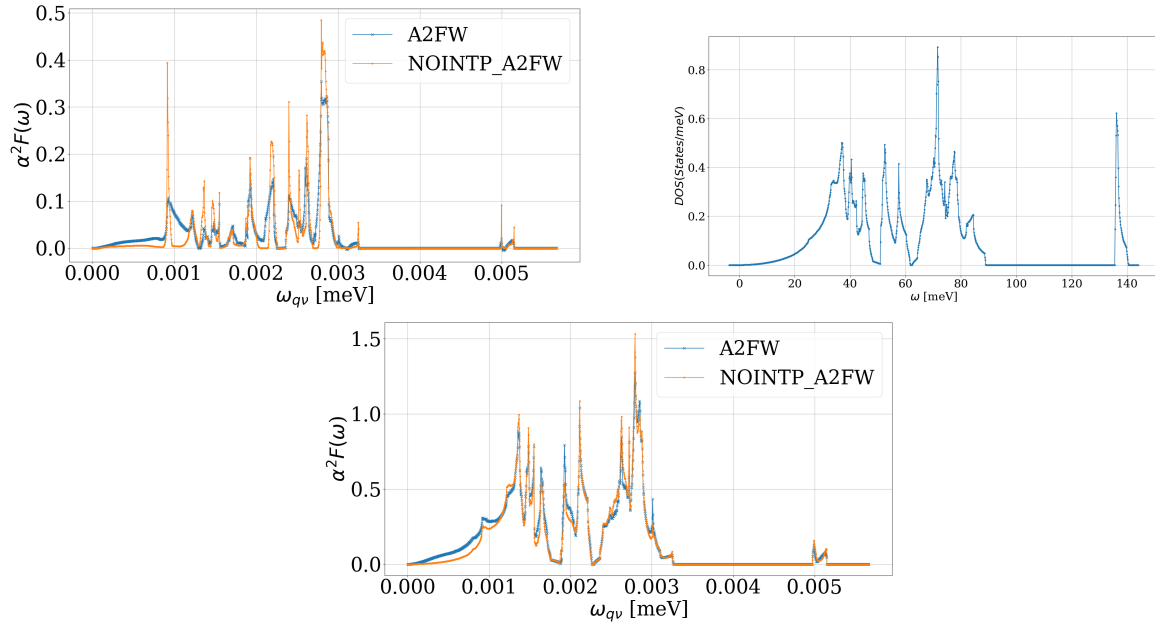 0.5
0.4
0.3
0.2
0.1
0.0
α²F(ω)
A2FW
NOINTP_A2FW
0.000 0.001 0.002 0.003 0.004 0.005
ω_qν [meV]
0.8
0.6
0.4
0.2
0.0
DOS(States/meV)
0 20 40 60 80 100 120 140
ω [meV]
1.5
1.0
0.5
0.0
α²F(ω)
A2FW
NOINTP_A2FW
0.000 0.001 0.002 0.003 0.004 0.005
ω_qν [meV]